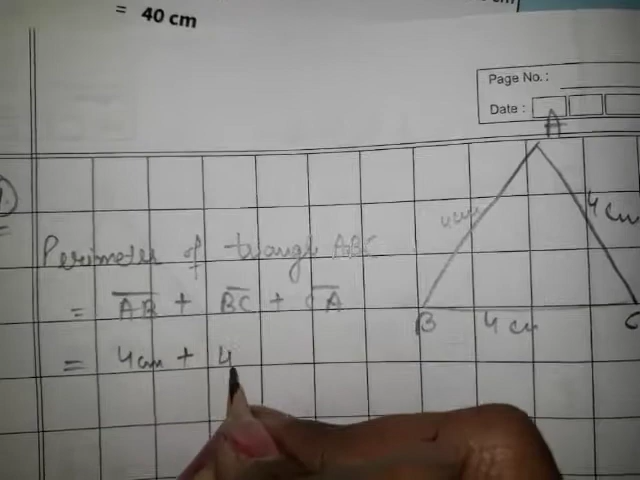 = 40 cm
cm
Page No.:
Date :
A
Perimeter of triangle ABC
4cm
4 cm
= AB + BC + CA
B
4 cm
C
= 4cm + 4